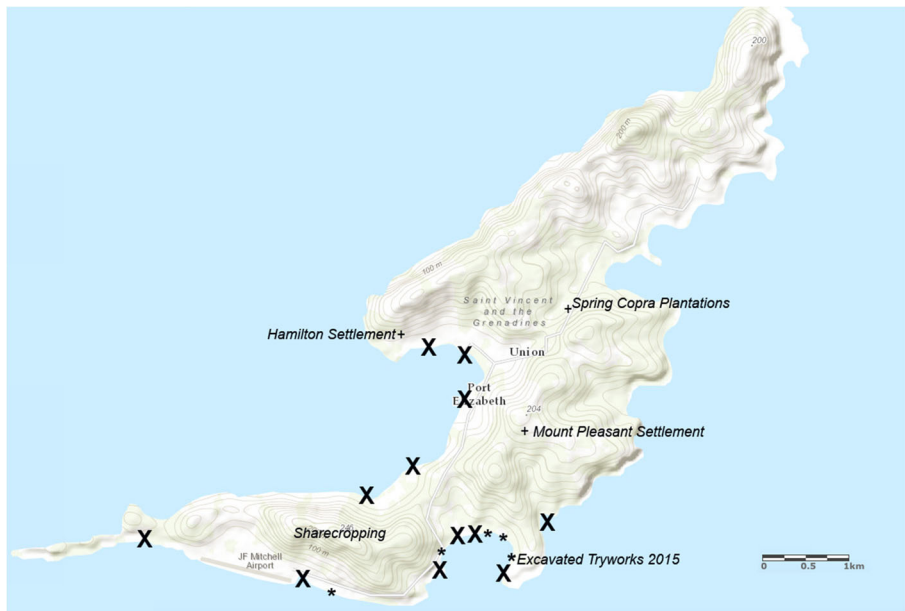 200
200 m
100 m
Saint Vincent
and the
Grenadines
+Spring Copra Plantations
Hamilton Settlement+
X
X
Union
Port
Elizabeth
X
204
+ Mount Pleasant Settlement
X
X
246
Sharecropping
X
X
X
X
*
*
X
JF Mitchell
Airport
100 m
*
*Excavated Tryworks 2015
X
X
X
*
0 0.5 1km